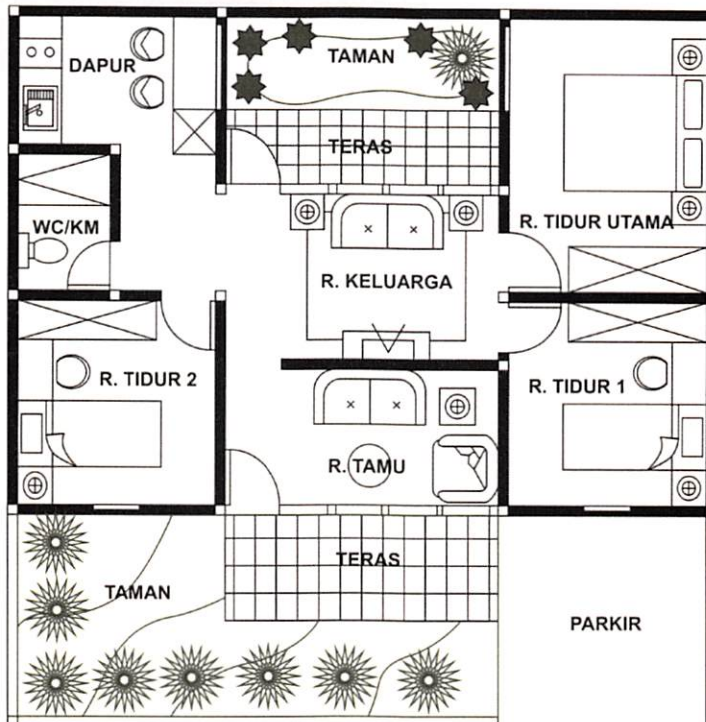 DAPUR
TAMAN
TERAS
WC/KM
R. TIDUR UTAMA
R. KELUARGA
R. TIDUR 2
R. TIDUR 1
R. TAMU
TERAS
TAMAN
PARKIR